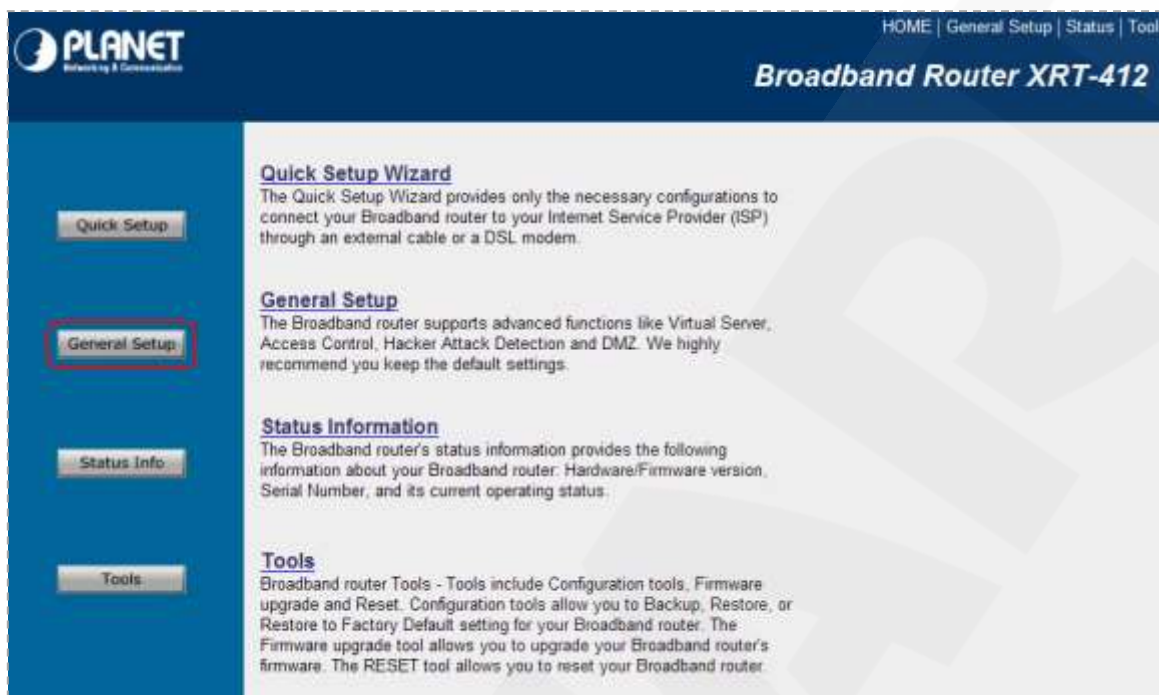 HOME | General Setup | Status | Tool
PLANET
Networking & Communication
Broadband Router XRT-412
Quick Setup
Quick Setup Wizard
The Quick Setup Wizard provides only the necessary configurations to
connect your Broadband router to your Internet Service Provider (ISP)
through an external cable or a DSL modem.
General Setup
General Setup
The Broadband router supports advanced functions like Virtual Server,
Access Control, Hacker Attack Detection and DMZ. We highly
recommend you keep the default settings.
Status Info
Status Information
The Broadband router's status information provides the following
information about your Broadband router: Hardware/Firmware version,
Serial Number, and its current operating status.
Tools
Tools
Broadband router Tools - Tools include Configuration tools, Firmware
upgrade and Reset. Configuration tools allow you to Backup, Restore, or
Restore to Factory Default setting for your Broadband router. The
Firmware upgrade tool allows you to upgrade your Broadband router's
firmware. The RESET tool allows you to reset your Broadband router.